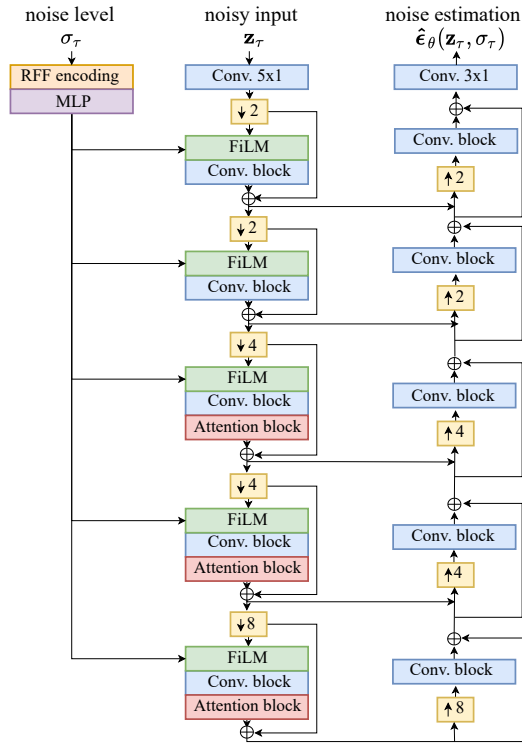 noise level
σ_τ
RFF encoding
MLP
noisy input
𝐳_τ
Conv. 5x1
↓2
FiLM
Conv. block
↓2
FiLM
Conv. block
↓4
FiLM
Conv. block
Attention block
↓4
FiLM
Conv. block
Attention block
↓8
FiLM
Conv. block
Attention block
noise estimation
ε̂_θ(𝐳_τ, σ_τ)
Conv. 3x1
Conv. block
↑2
Conv. block
↑2
Conv. block
↑4
Conv. block
↑4
Conv. block
↑8